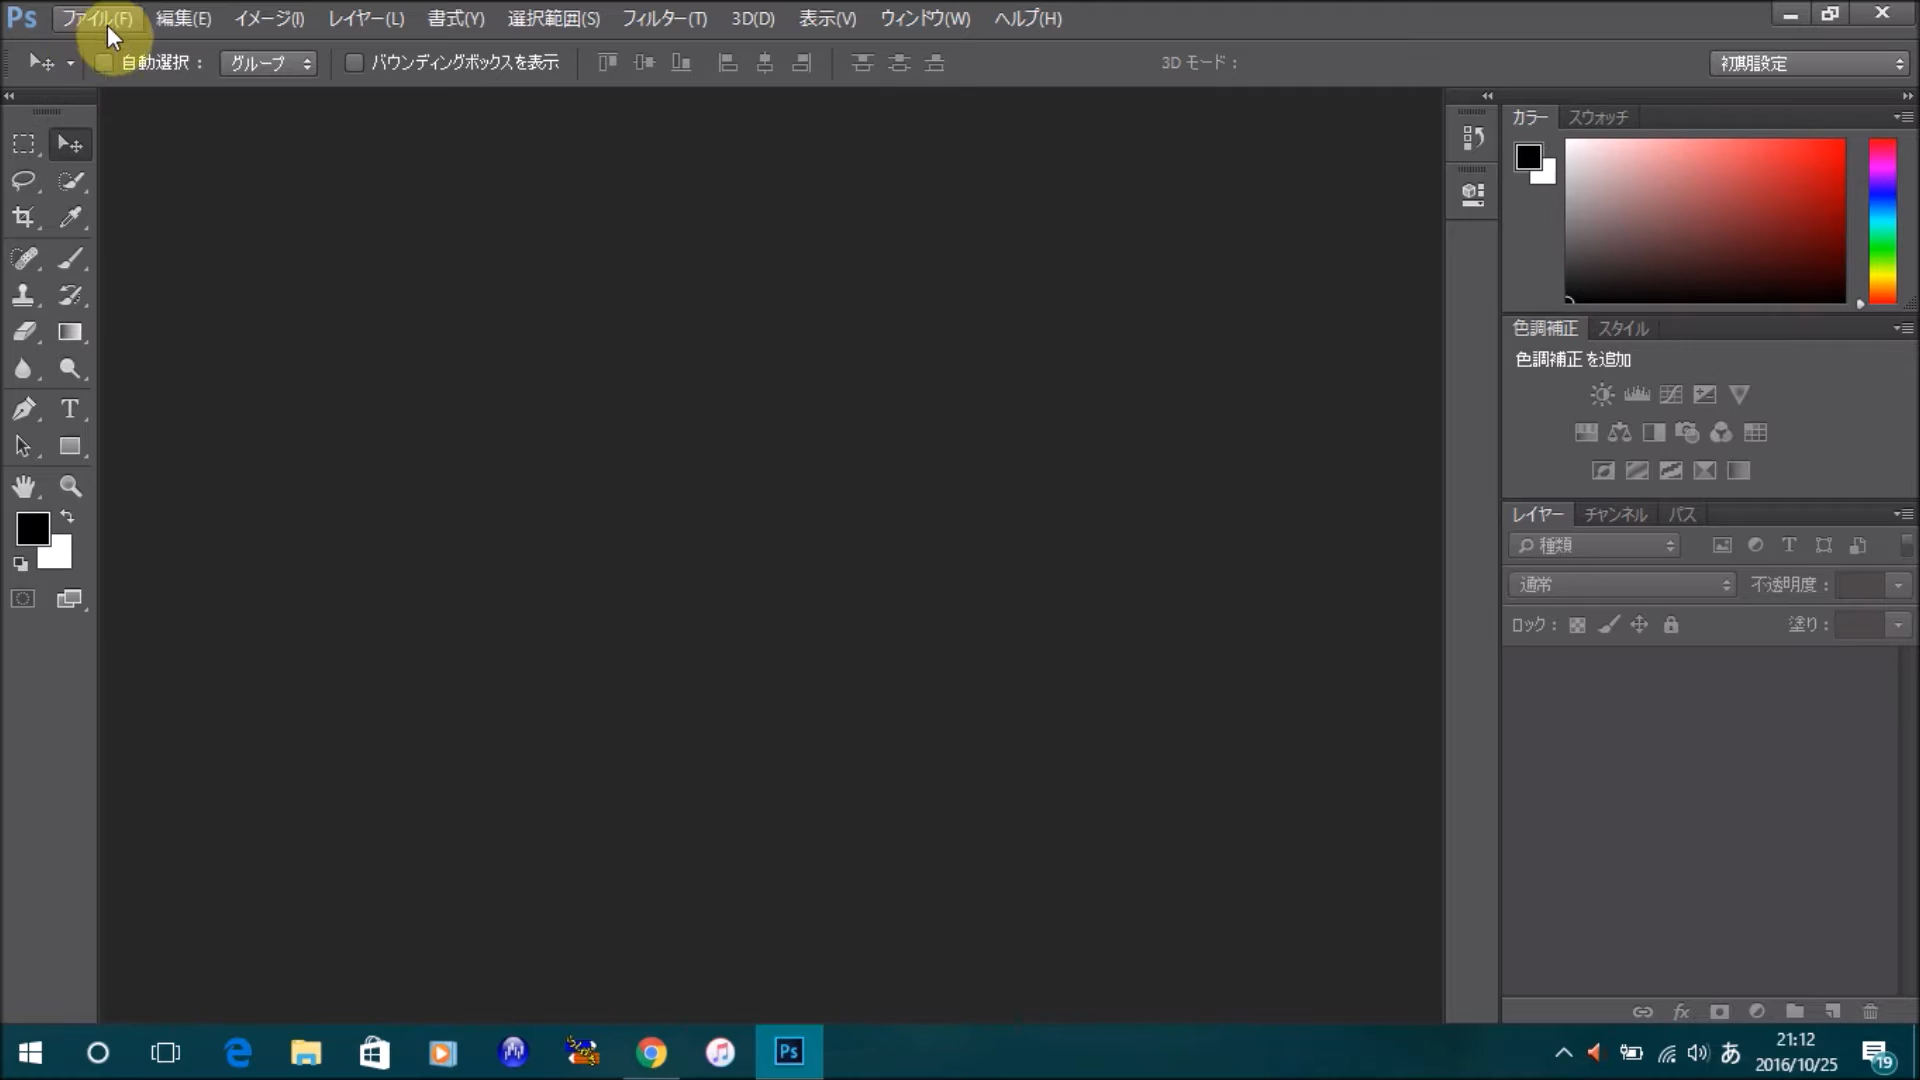 Ps ファイル(F) 編集(E) イメージ(I) レイヤー(L) 書式(Y) 選択範囲(S) フィルター(T) 3D(D) 表示(V) ウィンドウ(W) ヘルプ(H)
自動選択： グループ バウンディングボックスを表示 3D モード： 初期設定
カラー スウォッチ
色調補正 スタイル
色調補正を追加
レイヤー チャンネル パス
種類
通常 不透明度：
ロック： 塗り：
Ps
あ
21:12
2016/10/25
19